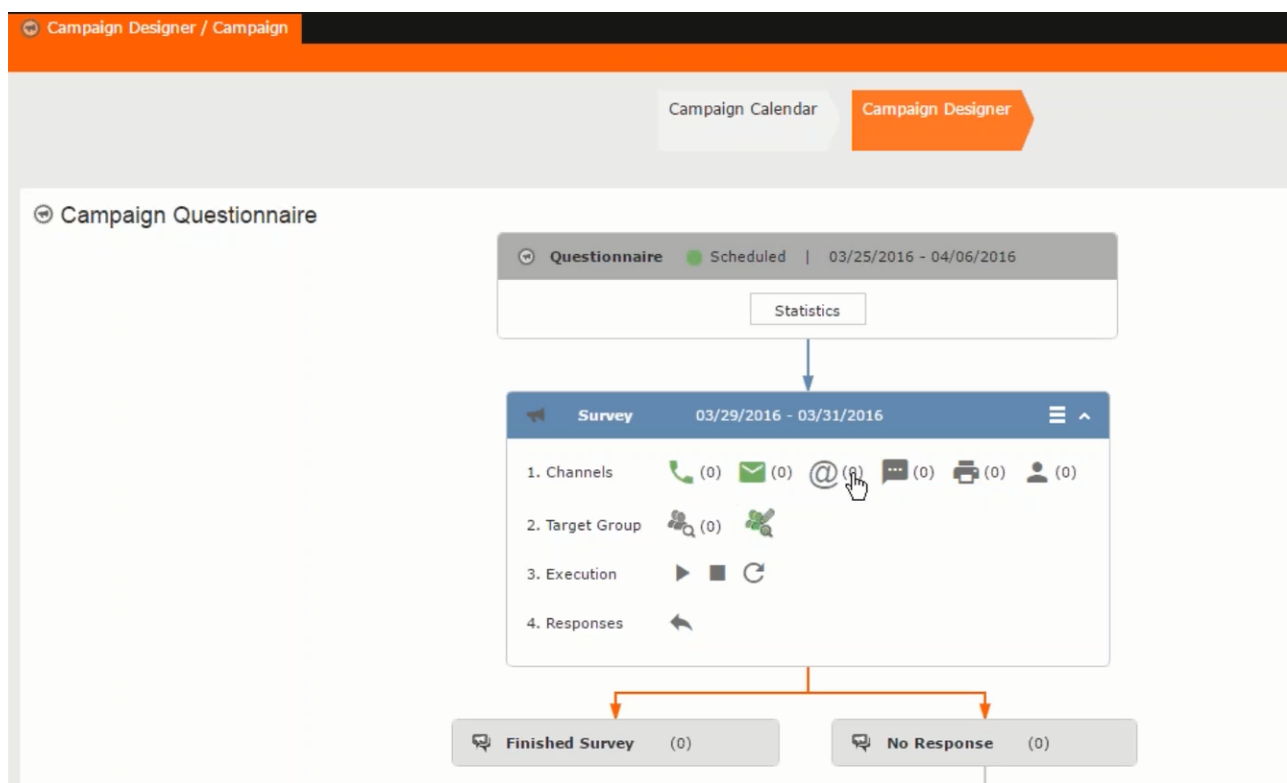 Campaign Designer / Campaign
Campaign Calendar
Campaign Designer
Campaign Questionnaire
Questionnaire Scheduled | 03/25/2016 - 04/06/2016
Statistics
Survey 03/29/2016 - 03/31/2016
1. Channels (0) (0) @ (0) (0) (0) (0)
2. Target Group (0)
3. Execution
4. Responses
Finished Survey (0)
No Response (0)